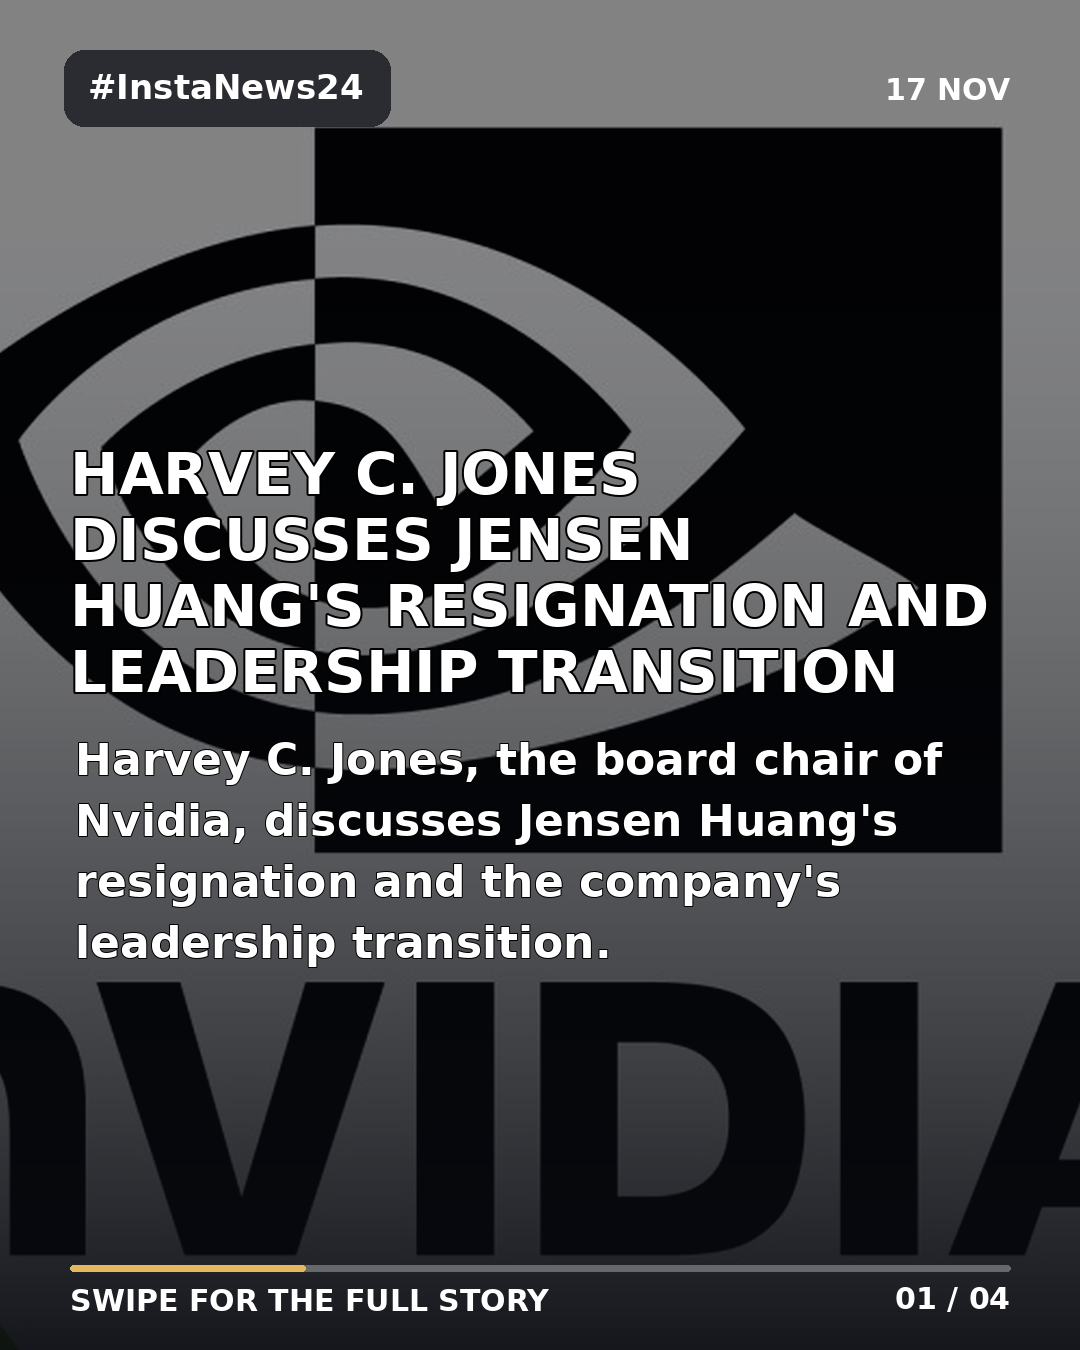 #InstaNews24
17 NOV
HARVEY C. JONES
DISCUSSES JENSEN
HUANG'S RESIGNATION AND
LEADERSHIP TRANSITION
Harvey C. Jones, the board chair of
Nvidia, discusses Jensen Huang's
resignation and the company's
leadership transition.
nVIDIA
SWIPE FOR THE FULL STORY
01 / 04